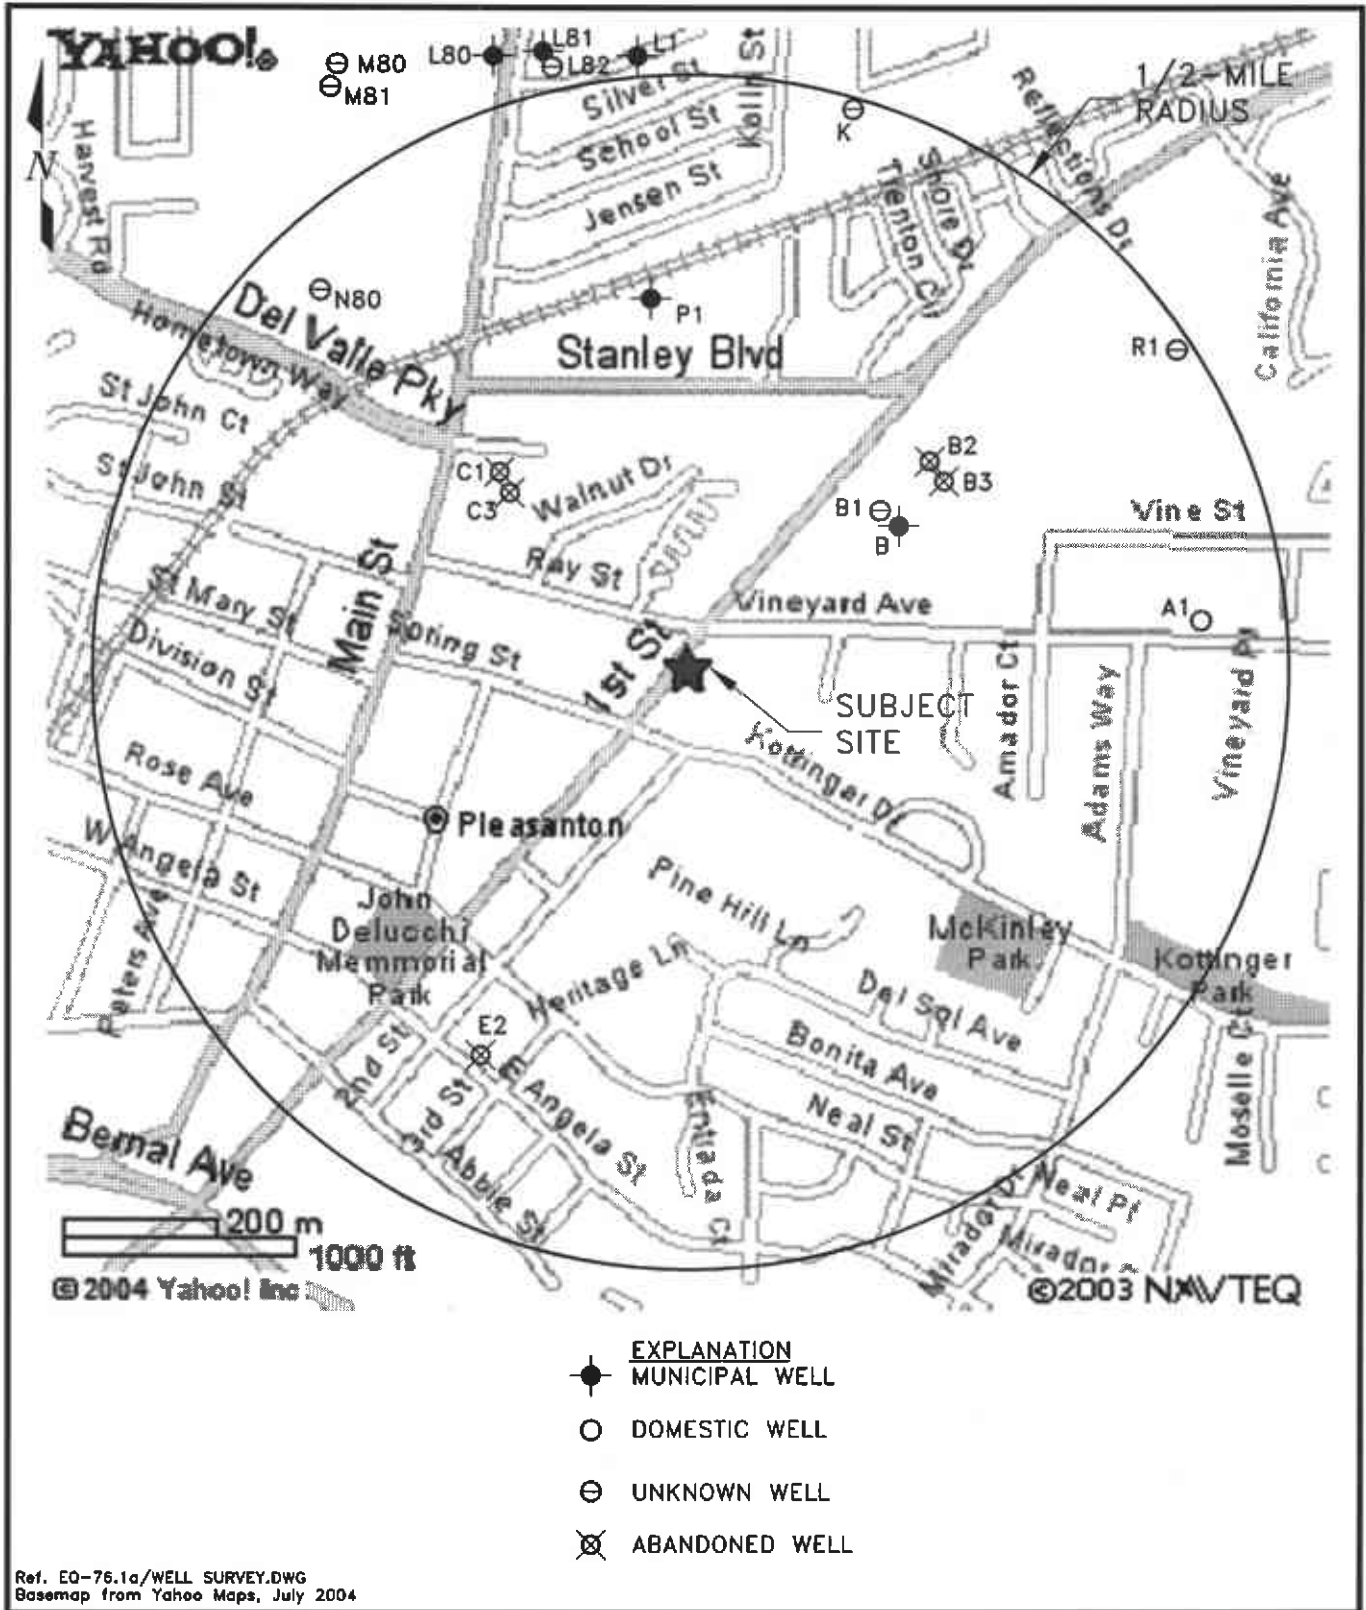 YAHOO!®
M80
M81
L80
L81
L82
L1
Silver St
School St
Jensen St
Kolln St
K
Reflections Dr
1/2-MILE
RADIUS
N
Harvest Rd
Trenton Cir
Shore Dr
California Ave
N80
Del Valle Pky
Hometown Way
P1
Stanley Blvd
R1
St John Ct
St John St
C1
C3
Walnut Dr
B2
B3
B1
B
Vine St
Ray St
Vineyard Ave
A1
St Mary St
Division St
Main St
Spring St
1st St
SUBJECT
SITE
Amador Ct
Adams Way
Vineyard Pl
Kottinger Dr
Rose Ave
W Angela St
Peters Ave
Pleasanton
John
Delucchi
Memmorial
Park
Pine Hill Ln
Heritage Ln
McKinley
Park
Kottinger
Park
Del Sol Ave
Bonita Ave
Neal St
Moselle Ct
E2
2nd St
3rd St
E Angela St
Abbie St
Entrada Ct
Neal Pl
Mirador Dr
Mirador C
Bernal Ave
200 m
1000 ft
©2004 Yahoo! Inc
©2003 NAVTEQ
EXPLANATION
MUNICIPAL WELL
DOMESTIC WELL
UNKNOWN WELL
ABANDONED WELL
Ref. EQ-76.1a/WELL SURVEY.DWG
Basemap from Yahoo Maps, July 2004